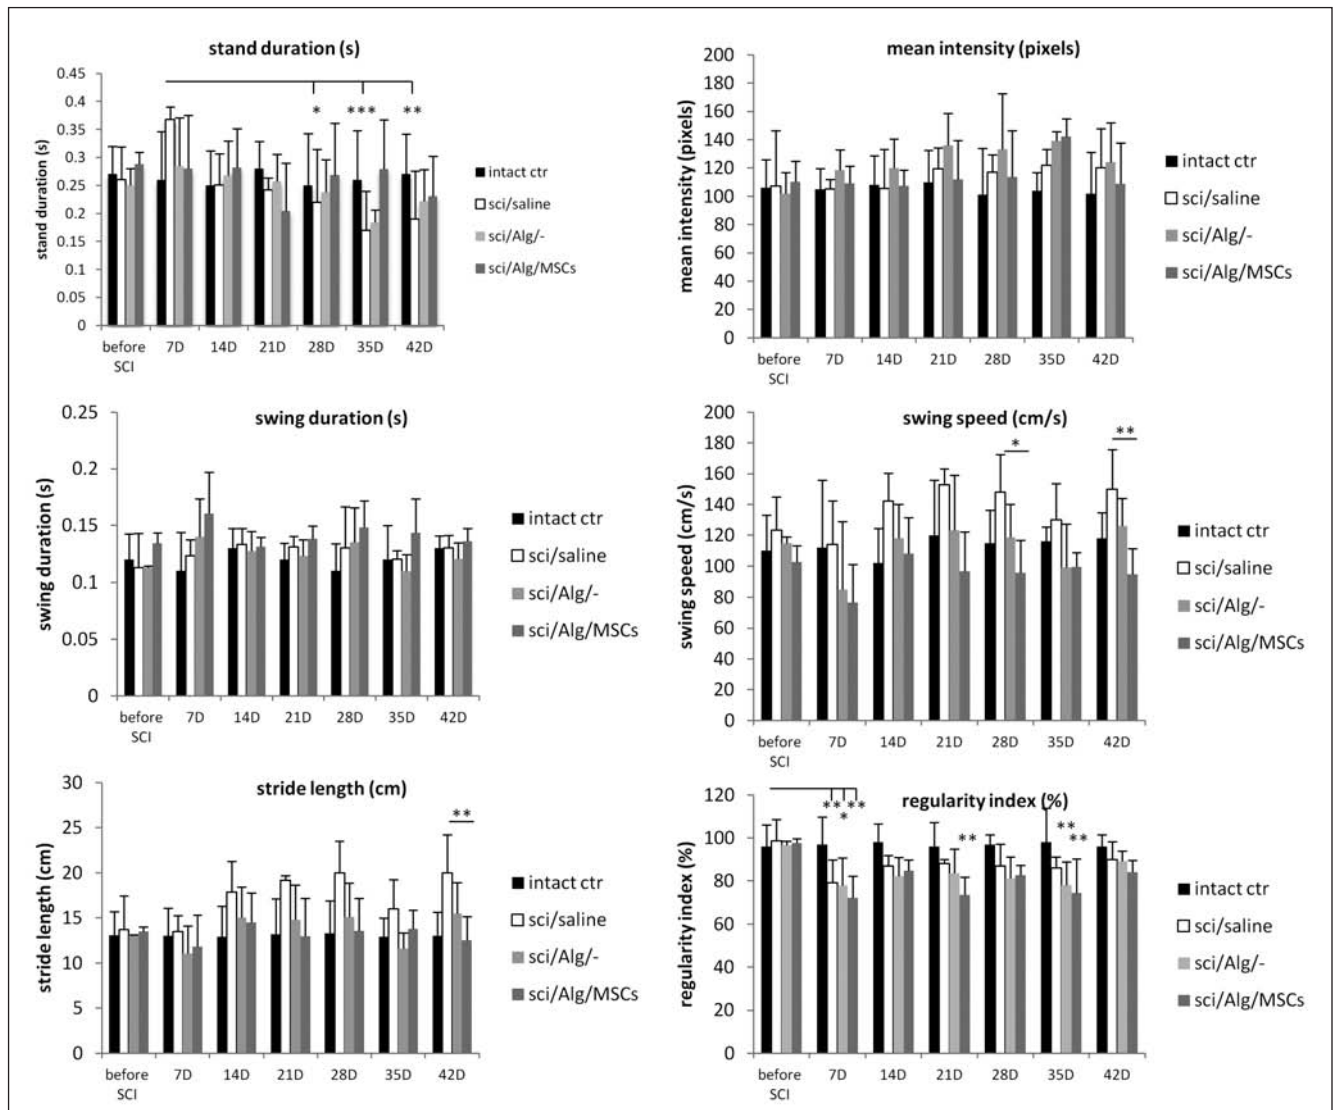 stand duration (s)
stand duration (s)
0.45
0.4
0.35
0.3
0.25
0.2
0.15
0.1
0.05
0
* *** **
before SCI 7D 14D 21D 28D 35D 42D
intact ctr
sci/saline
sci/Alg/-
sci/Alg/MSCs
mean intensity (pixels)
mean intensity (pixels)
200
180
160
140
120
100
80
60
40
20
0
before SCI 7D 14D 21D 28D 35D 42D
intact ctr
sci/saline
sci/Alg/-
sci/Alg/MSCs
swing duration (s)
swing duration (s)
0.25
0.2
0.15
0.1
0.05
0
before SCI 7D 14D 21D 28D 35D 42D
intact ctr
sci/saline
sci/Alg/-
sci/Alg/MSCs
swing speed (cm/s)
swing speed (cm/s)
200
180
160
140
120
100
80
60
40
20
0
* **
before SCI 7D 14D 21D 28D 35D 42D
intact ctr
sci/saline
sci/Alg/-
sci/Alg/MSCs
stride length (cm)
stride length (cm)
30
25
20
15
10
5
0
**
before SCI 7D 14D 21D 28D 35D 42D
intact ctr
sci/saline
sci/Alg/-
sci/Alg/MSCs
regularity index (%)
regularity index (%)
120
100
80
60
40
20
0
** * ** ** ** **
before SCI 7D 14D 21D 28D 35D 42D
intact ctr
sci/saline
sci/Alg/-
sci/Alg/MSCs